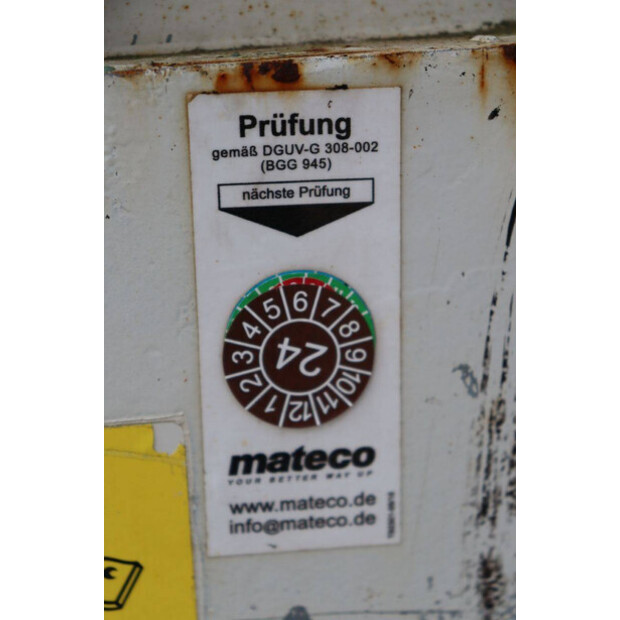 Prüfung
gemäß DGUV-G 308-002
(BGG 945)
nächste Prüfung
1 2 3 4 5 6 7 8 9 10 11 12
24
mateco
YOUR BETTER WAY UP
www.mateco.de
info@mateco.de